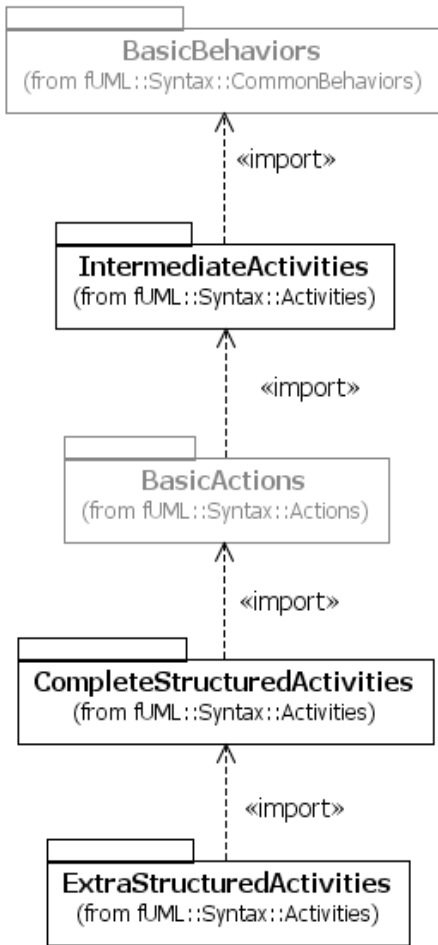 BasicBehaviors
(from fUML::Syntax::CommonBehaviors)
«import»
IntermediateActivities
(from fUML::Syntax::Activities)
«import»
BasicActions
(from fUML::Syntax::Actions)
«import»
CompleteStructuredActivities
(from fUML::Syntax::Activities)
«import»
ExtraStructuredActivities
(from fUML::Syntax::Activities)